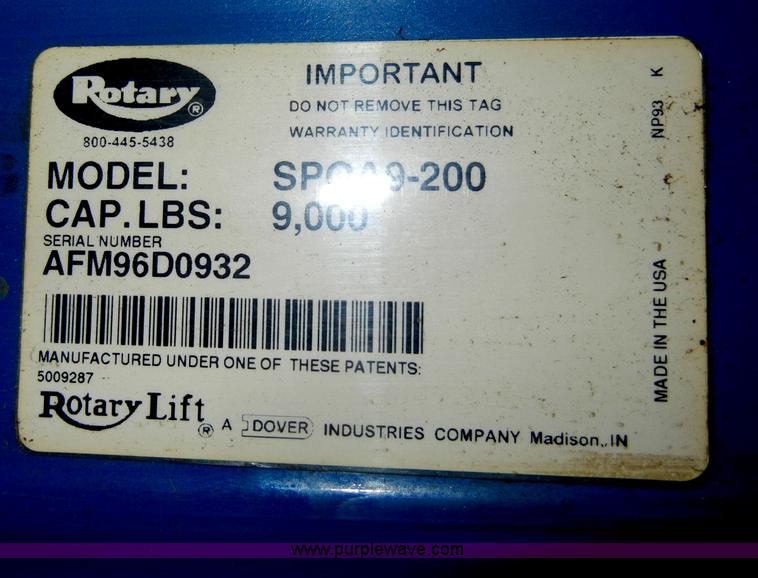 Rotary ®
800-445-5438
IMPORTANT
DO NOT REMOVE THIS TAG
WARRANTY IDENTIFICATION
MODEL:
CAP. LBS: 9,000
SERIAL NUMBER
AFM96D0932
MANUFACTURED UNDER ONE OF THESE PATENTS:
5009287
Rotary Lift ® A DOVER INDUSTRIES COMPANY Madison,. IN
NP93 K
MADE IN THE USA
www.purplewave.com